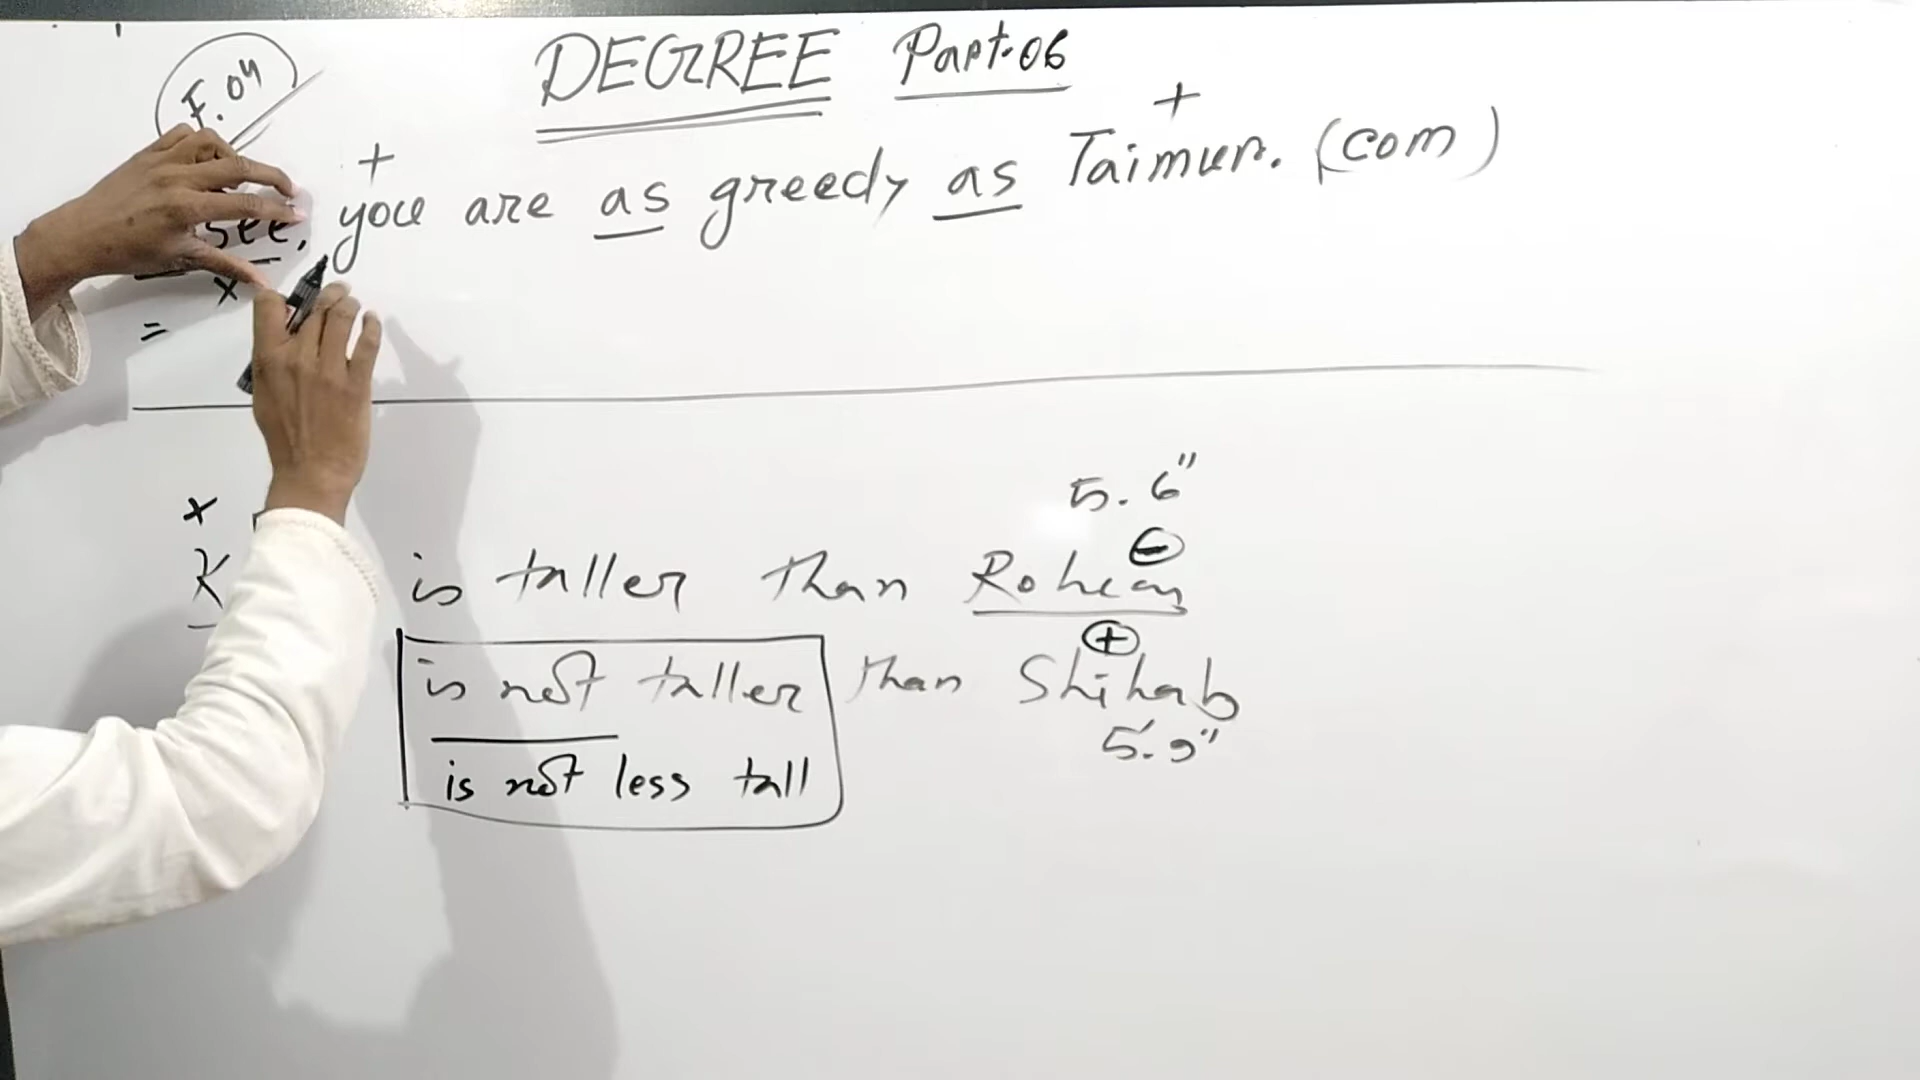 DEGREE Part-06
F. 04
+ +
see, you are as greedy as Taimur. (com)
x
=
5. 6"
x −
K is taller than Rohan
+
is not taller than Shihab
5'. 9"
is not less tall